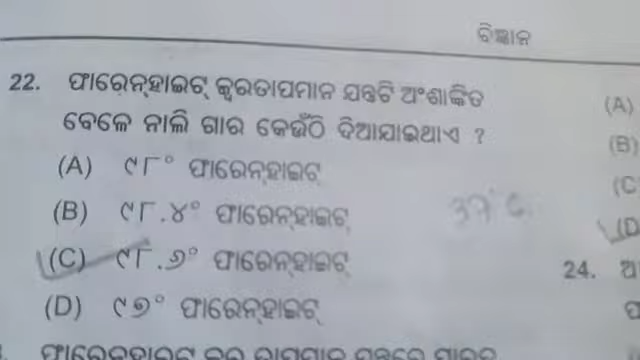 ବିଜ୍ଞାନ
22. ଫାରେନ୍‌ହାଇଟ୍ ଜ୍ୱରତାପମାନ ଯନ୍ତ୍ରଟି ଅଂଶାଙ୍କିତ
ବେଳେ ନାଲି ଗାର କେଉଁଠି ଦିଆଯାଇଥାଏ ?
(A) ୯୮° ଫାରେନ୍‌ହାଇଟ୍
(B) ୯୮.୪° ଫାରେନ୍‌ହାଇଟ୍
37°C
(C) ୯୮.୬° ଫାରେନ୍‌ହାଇଟ୍
(D) ୯୭° ଫାରେନ୍‌ହାଇଟ୍
ଫାରେନ୍‌ହାଇଟ୍
(A)
(B)
(C
(D
24. ଅ